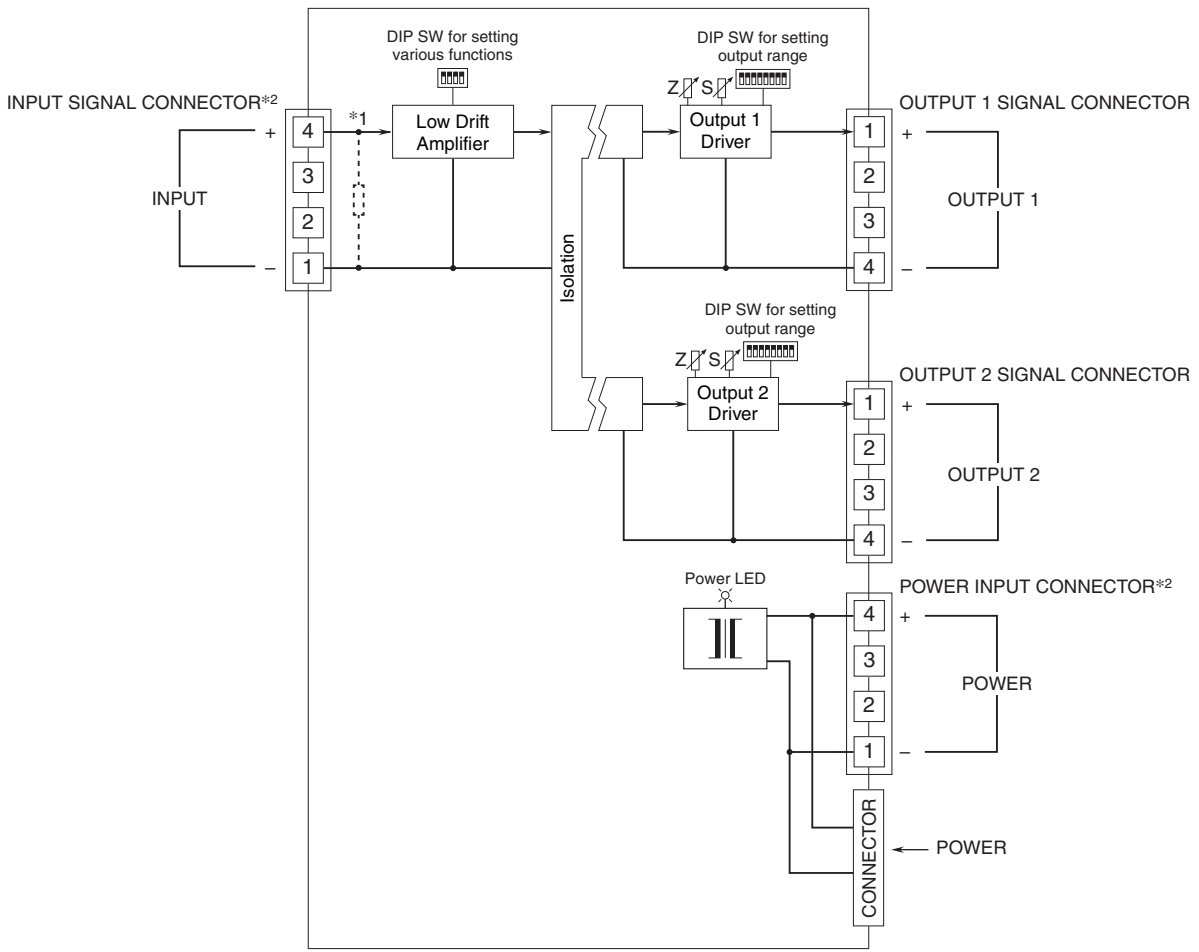 DIP SW for setting
various functions
DIP SW for setting
output range
Z S
INPUT SIGNAL CONNECTOR*2
OUTPUT 1 SIGNAL CONNECTOR
+ 4 *1
Low Drift
Amplifier
Output 1
Driver
1 +
3
2
INPUT
OUTPUT 1
2
3
– 1
4 –
Isolation
DIP SW for setting
output range
Z S
OUTPUT 2 SIGNAL CONNECTOR
Output 2
Driver
1 +
2
OUTPUT 2
3
4 –
Power LED
POWER INPUT CONNECTOR*2
4 +
3
POWER
2
1 –
CONNECTOR
POWER